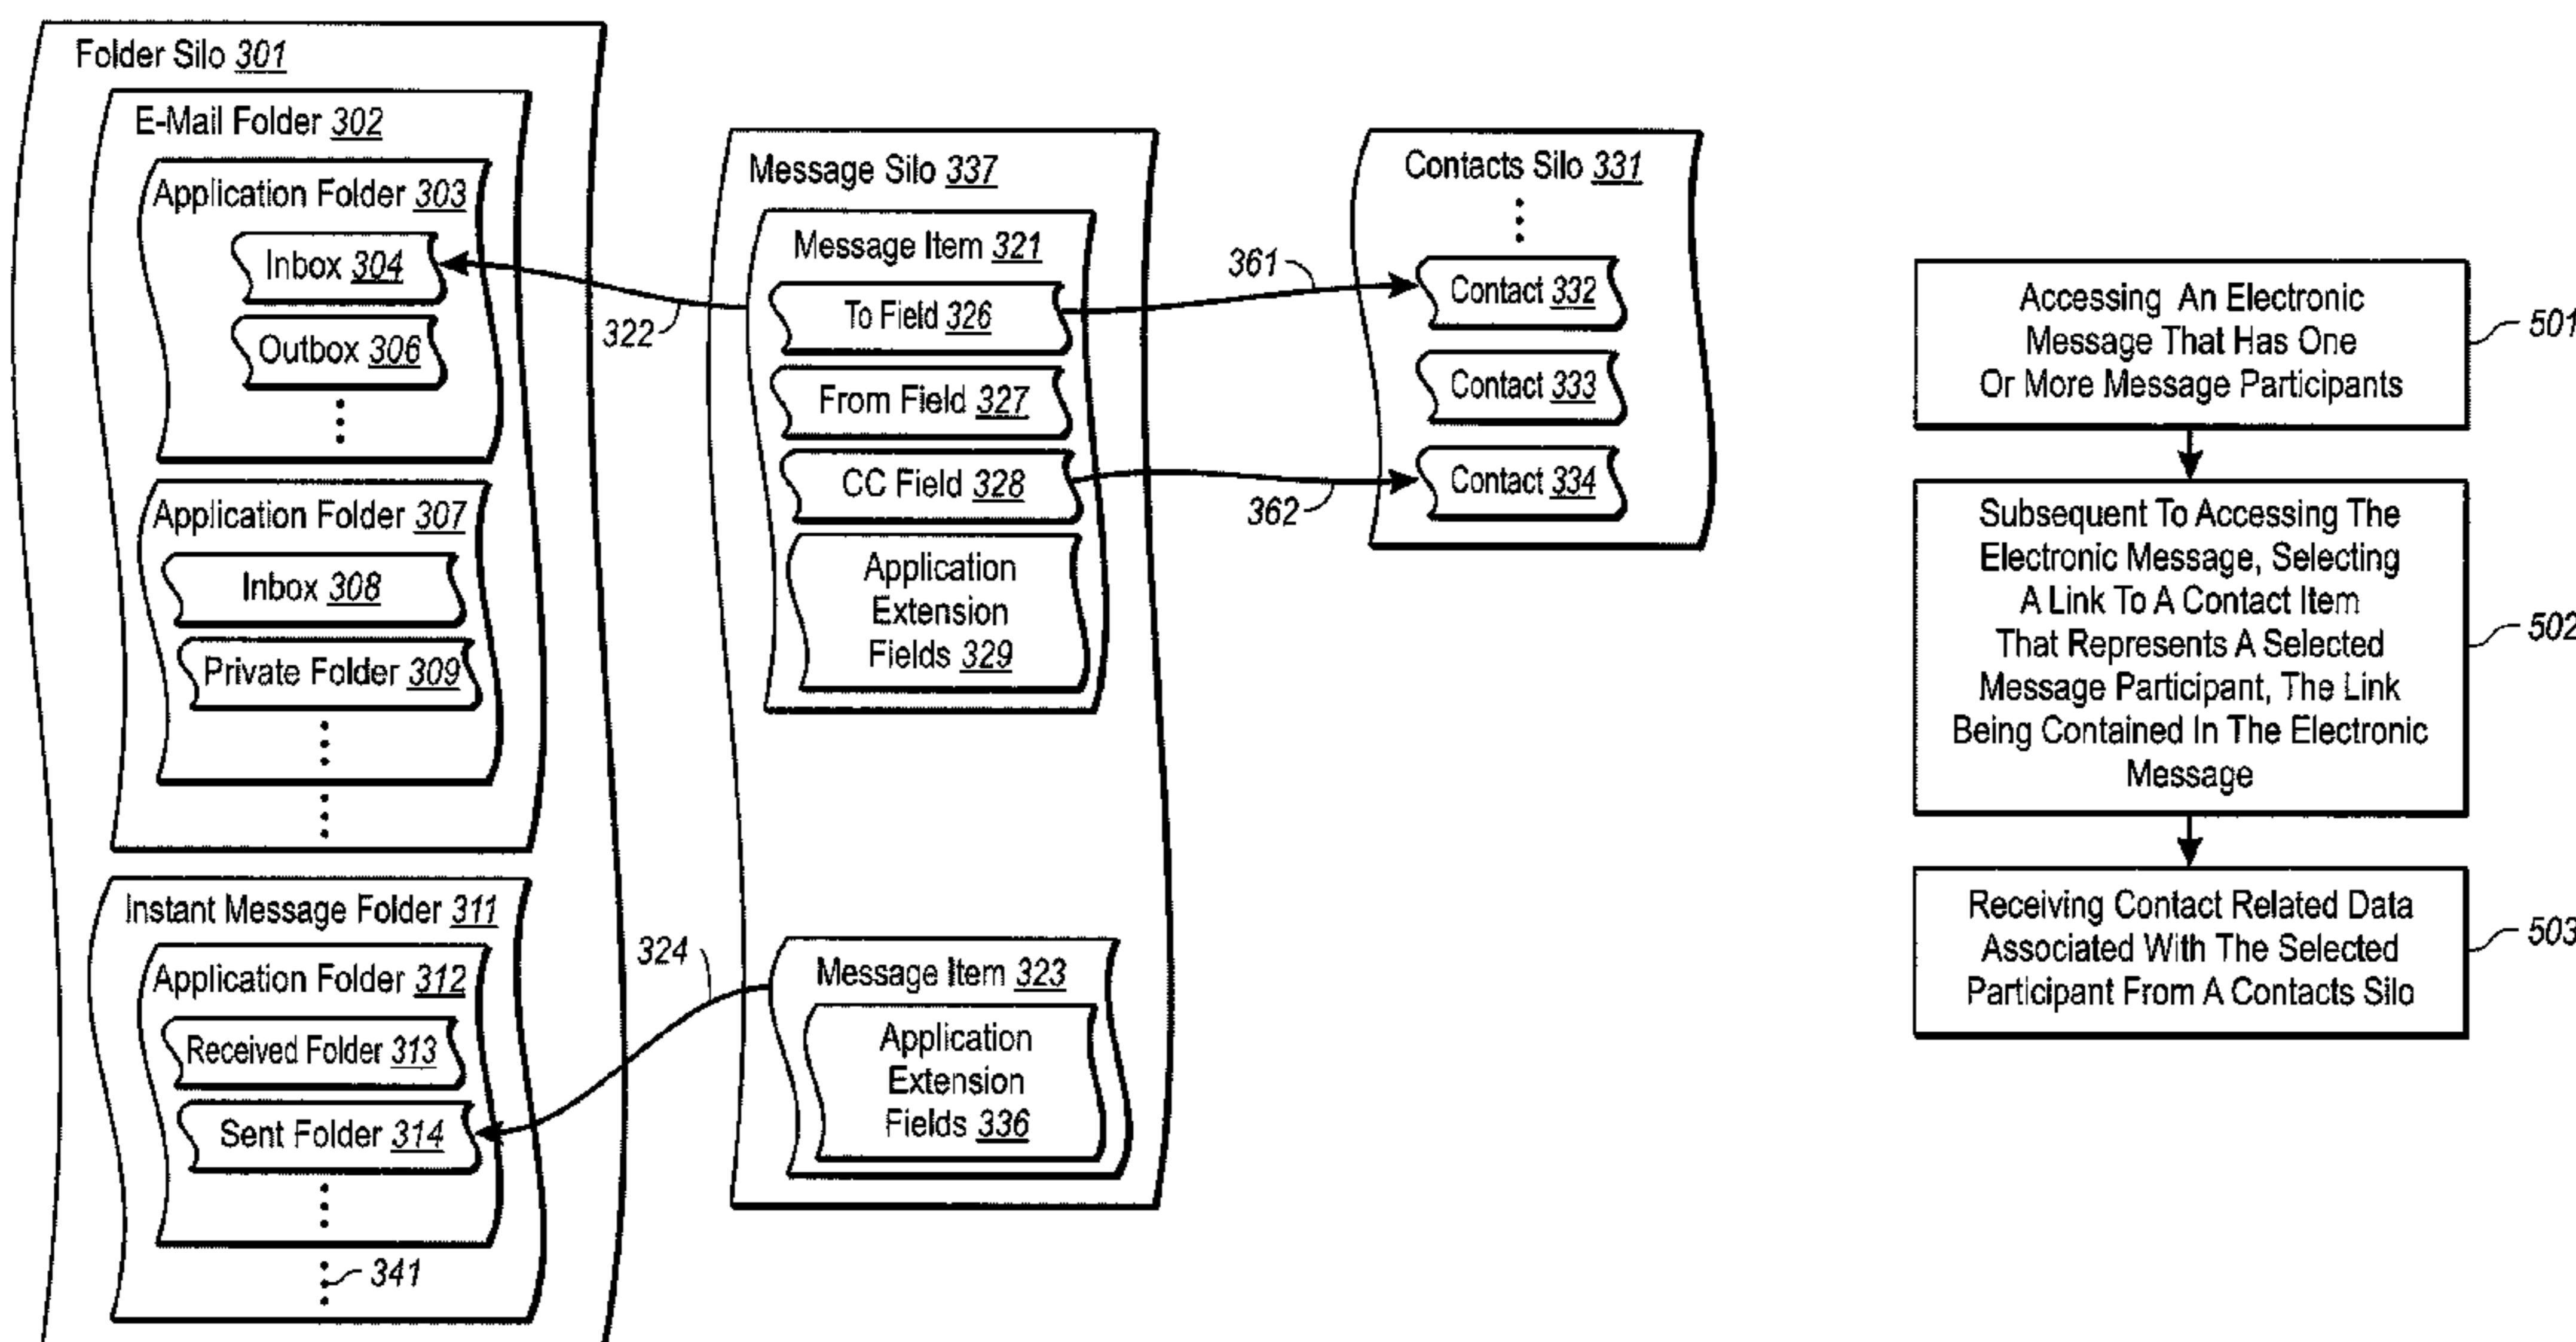 Folder Silo 301
E-Mail Folder 302
Application Folder 303
Inbox 304
Outbox 306
Application Folder 307
Inbox 308
Private Folder 309
Instant Message Folder 311
Application Folder 312
Received Folder 313
Sent Folder 314
341
322
324
Message Silo 337
Message Item 321
To Field 326
From Field 327
CC Field 328
Application
Extension
Fields 329
Message Item 323
Application
Extension
Fields 336
361
362
Contacts Silo 331
Contact 332
Contact 333
Contact 334
Accessing An Electronic
Message That Has One
Or More Message Participants
501
Subsequent To Accessing The
Electronic Message, Selecting
A Link To A Contact Item
That Represents A Selected
Message Participant, The Link
Being Contained In The Electronic
Message
502
Receiving Contact Related Data
Associated With The Selected
Participant From A Contacts Silo
503